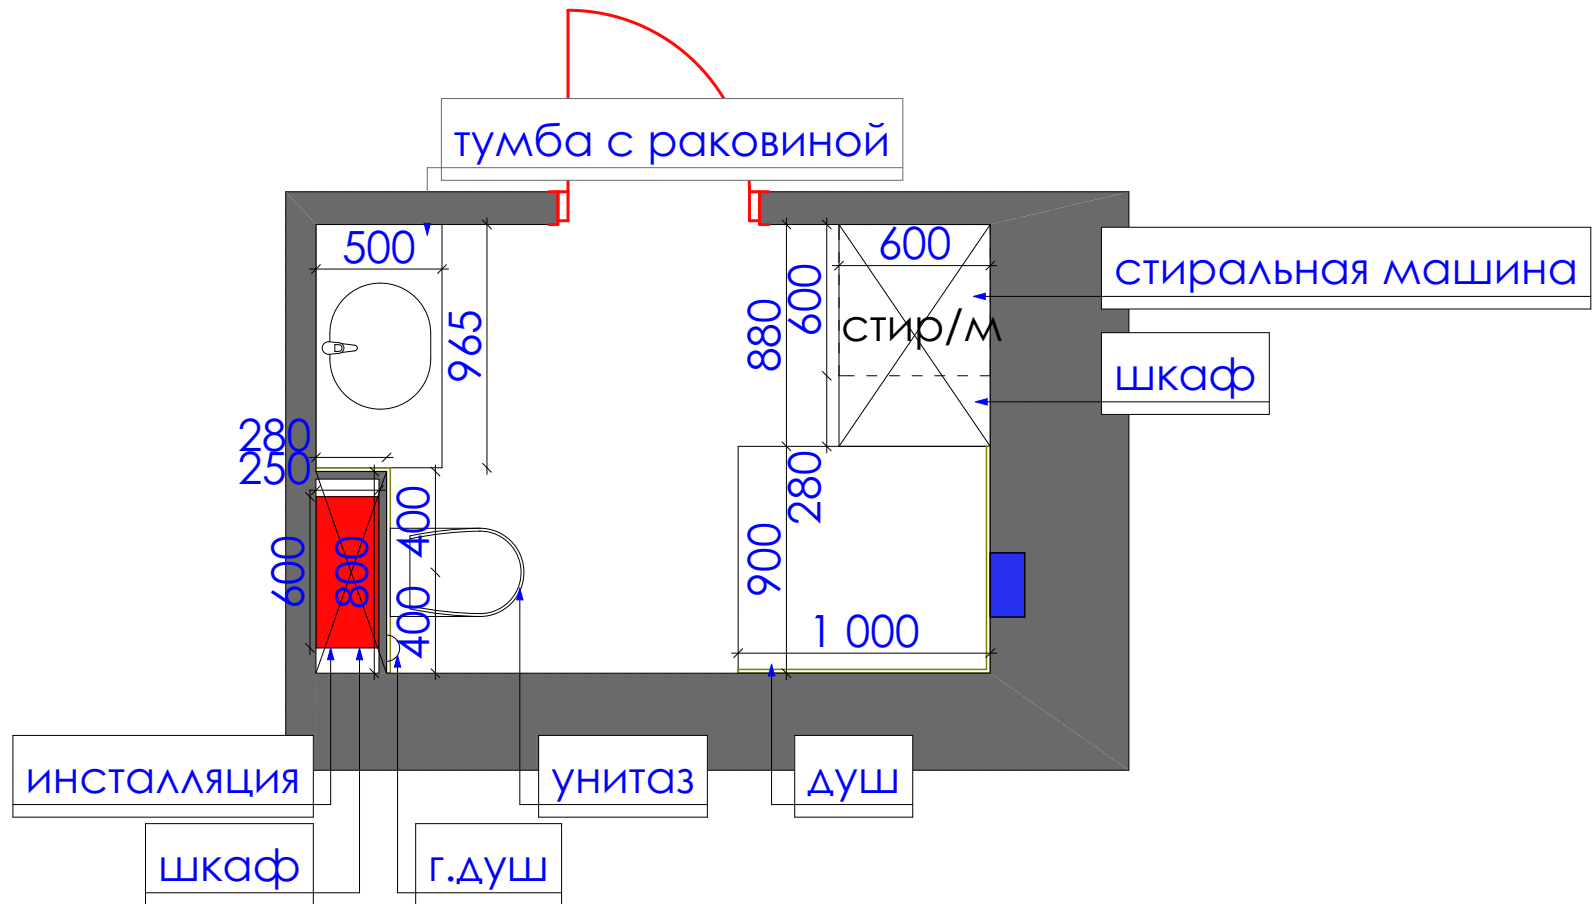 тумба с раковиной
500
600
стиральная машина
600
880
965
стир/м
шкаф
280
250
280
400
900
600
800
400
1 000
инсталляция
унитаз
душ
шкаф
г.душ